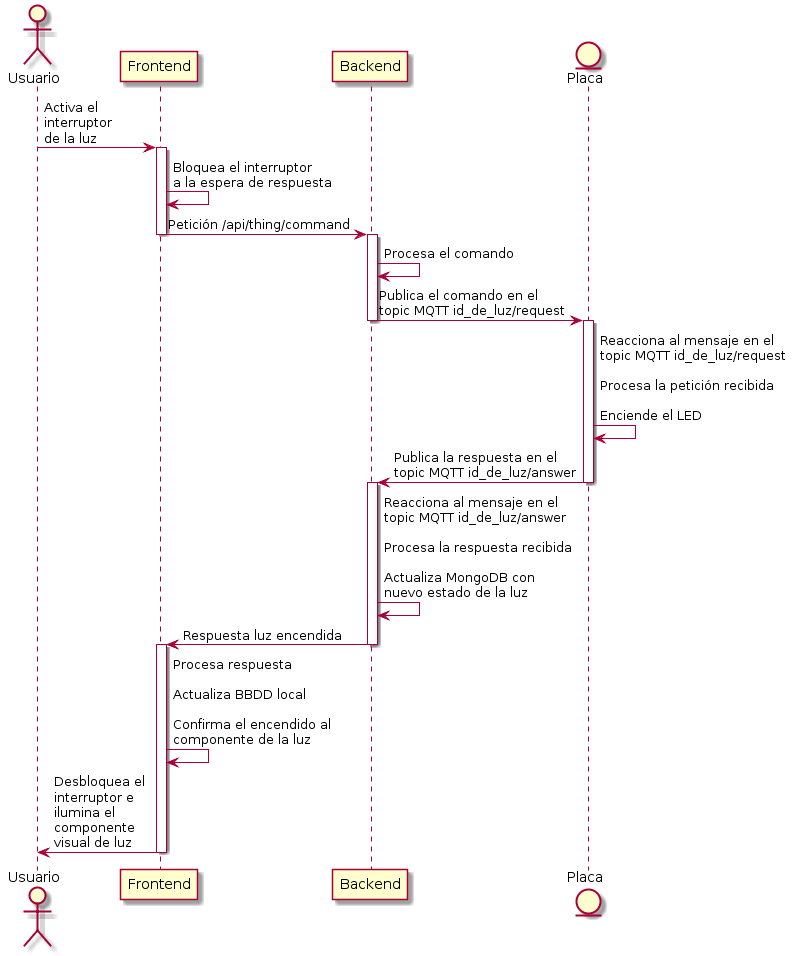 Usuario
Frontend
Backend
Placa
Activa el
interruptor
de la luz
Bloquea el interruptor
a la espera de respuesta
Petición /api/thing/command
Procesa el comando
Publica el comando en el
topic MQTT id_de_luz/request
Reacciona al mensaje en el
topic MQTT id_de_luz/request
Procesa la petición recibida
Enciende el LED
Publica la respuesta en el
topic MQTT id_de_luz/answer
Reacciona al mensaje en el
topic MQTT id_de_luz/answer
Procesa la respuesta recibida
Actualiza MongoDB con
nuevo estado de la luz
Respuesta luz encendida
Procesa respuesta
Actualiza BBDD local
Confirma el encendido al
componente de la luz
Desbloquea el
interruptor e
ilumina el
componente
visual de luz
Usuario
Frontend
Backend
Placa